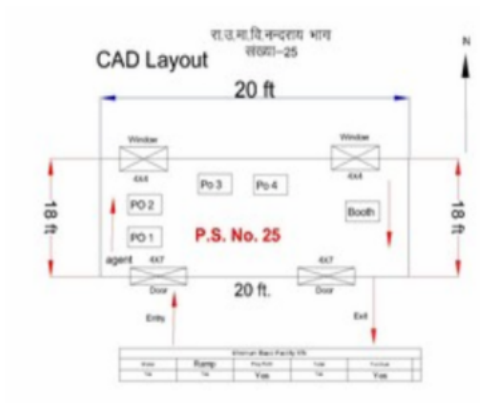 रा.उ.मा.वि.नन्दराय भाग
संख्या-25
N
CAD Layout
20 ft
Window
Window
4X4
4X4
Po 3
Po 4
PO 2
Booth
18 ft
18 ft
PO 1
P.S. No. 25
agent
4X7
4X7
Door
20 ft.
Door
Entry
Exit
Ramp
Yes
Yes